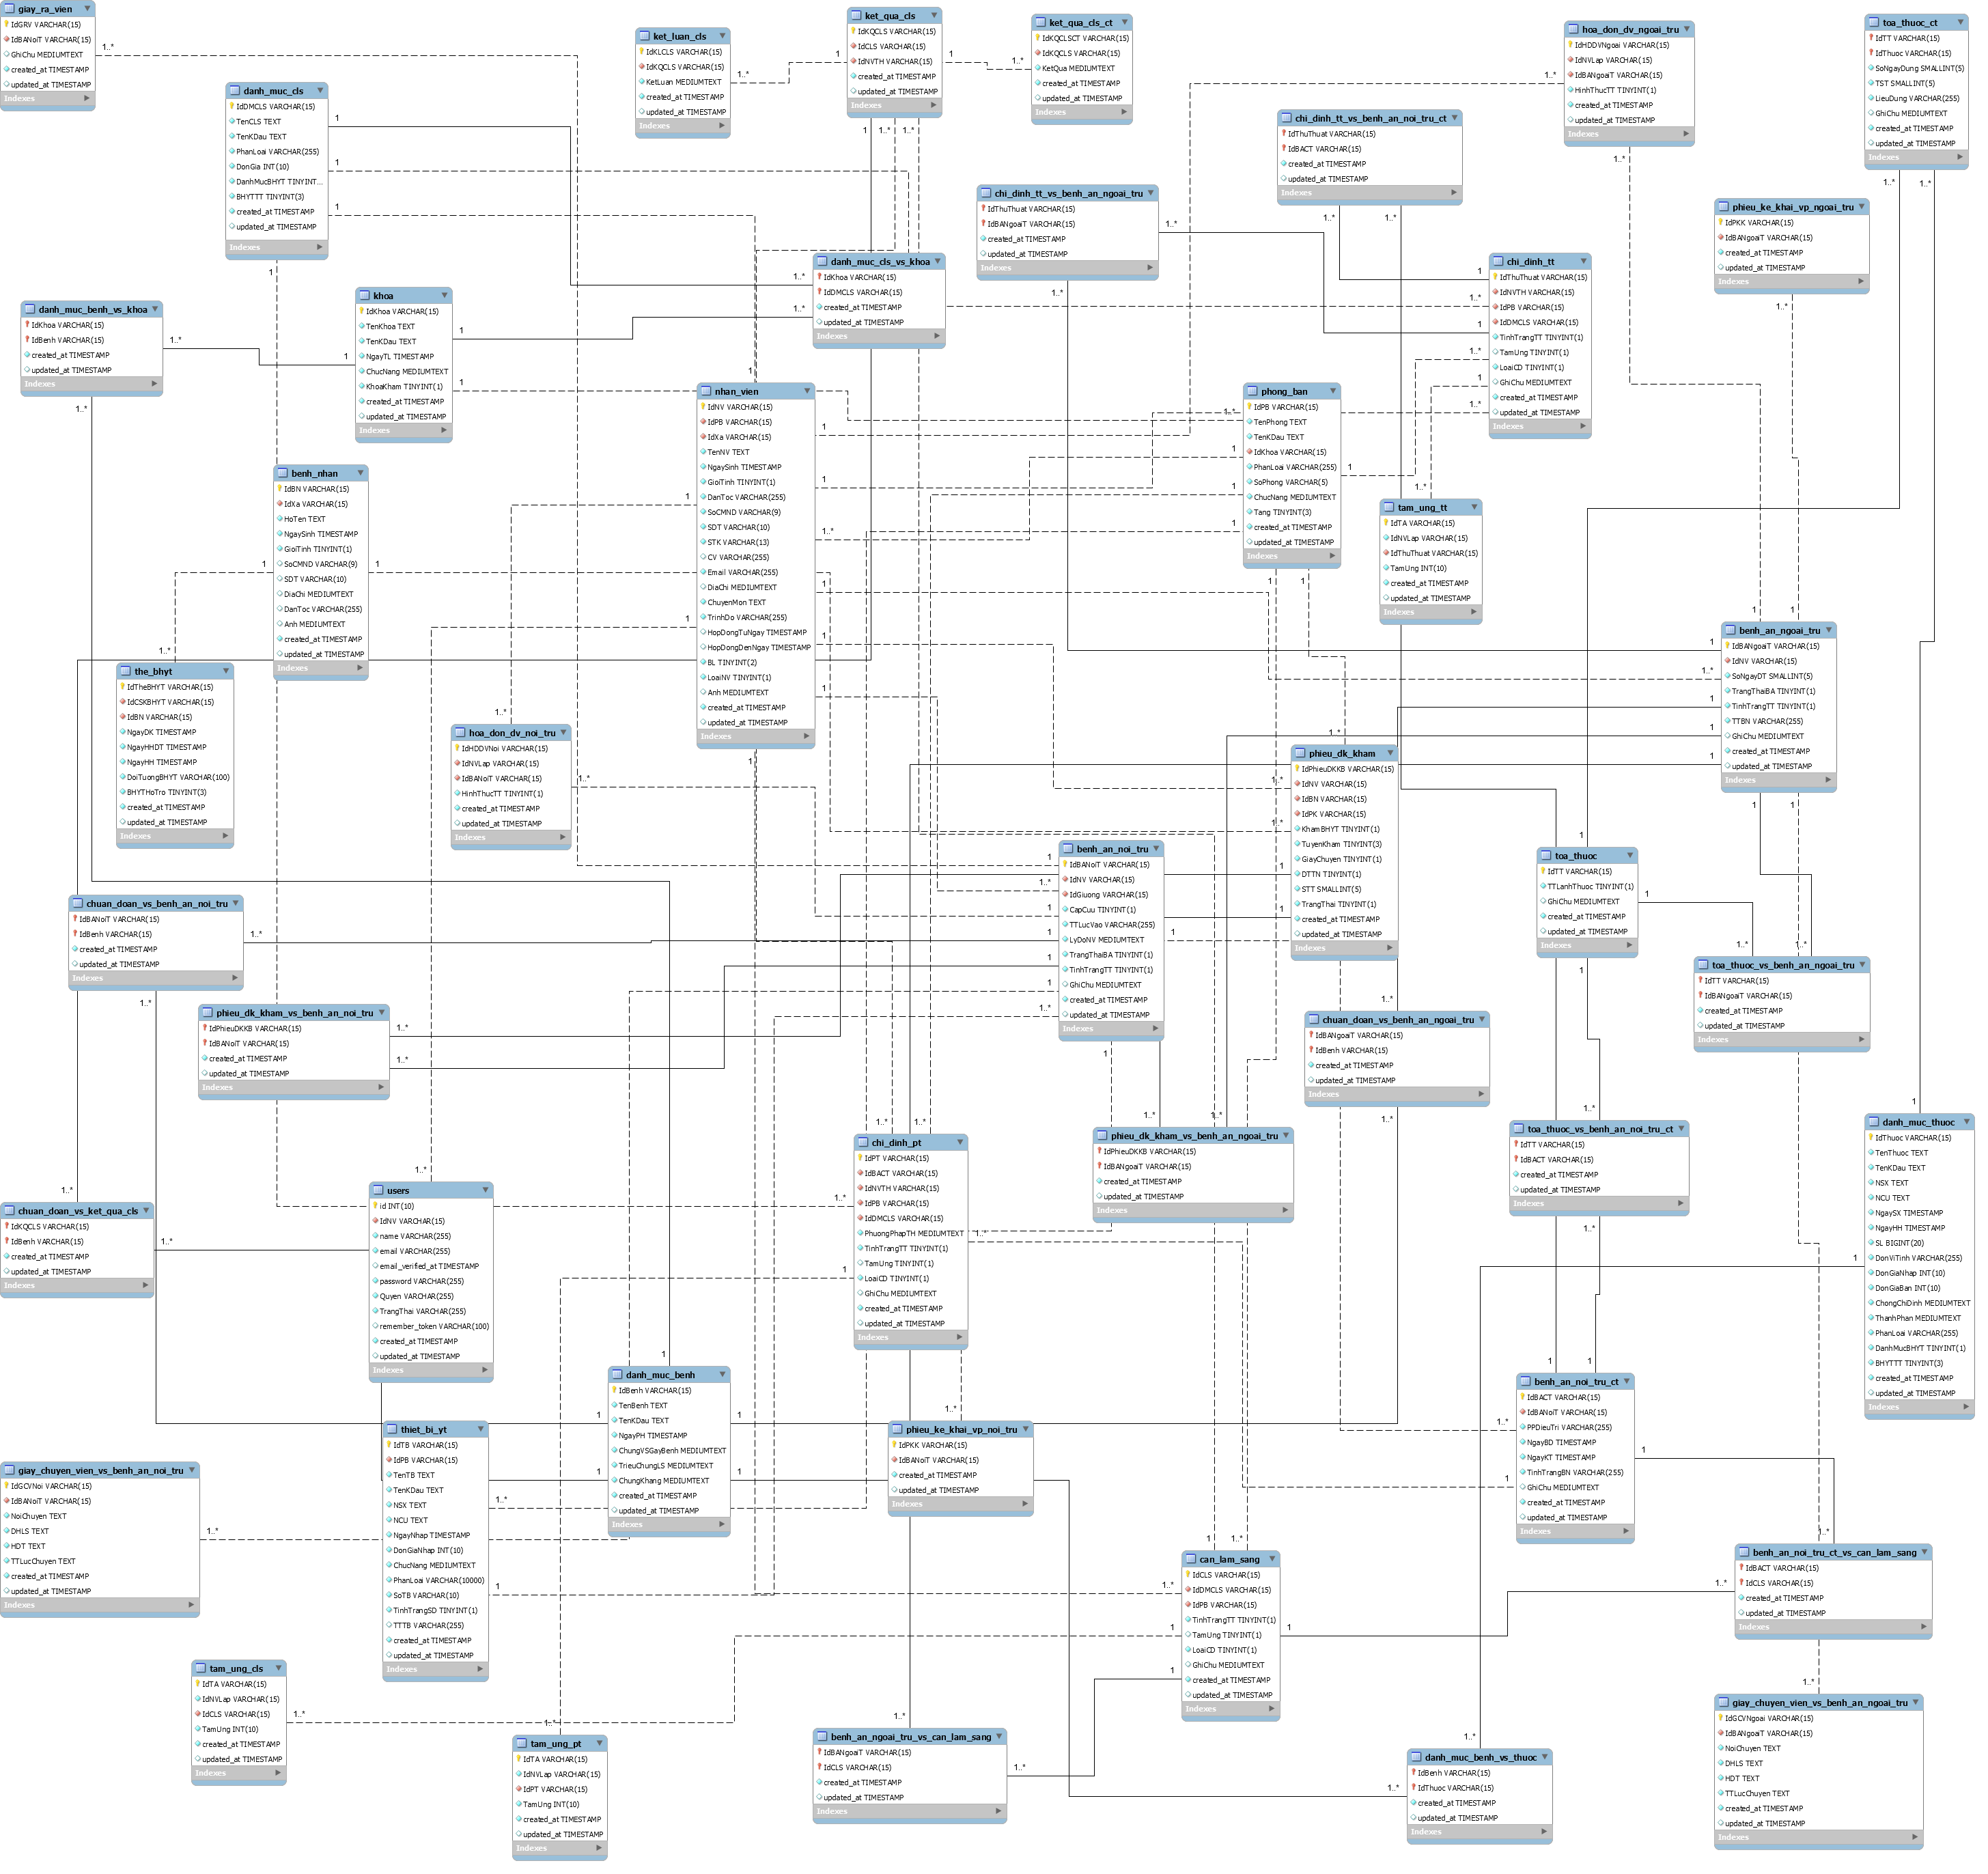 giay_ra_vien
IdGRV VARCHAR(15)
IdBANoiT VARCHAR(15)
GhiChu MEDIUMTEXT
created_at TIMESTAMP
updated_at TIMESTAMP
Indexes
danh_muc_cls
IdDMCLS VARCHAR(15)
TenCLS TEXT
TenKDau TEXT
PhanLoai VARCHAR(255)
DonGia INT(10)
DanhMucBHYT TINYINT...
BHYTTT TINYINT(3)
created_at TIMESTAMP
updated_at TIMESTAMP
Indexes
ket_luan_cls
IdKLCLS VARCHAR(15)
IdKQCLS VARCHAR(15)
KetLuan MEDIUMTEXT
created_at TIMESTAMP
updated_at TIMESTAMP
Indexes
ket_qua_cls
IdKQCLS VARCHAR(15)
IdCLS VARCHAR(15)
IdNVTH VARCHAR(15)
created_at TIMESTAMP
updated_at TIMESTAMP
Indexes
ket_qua_cls_ct
IdKQCLSCT VARCHAR(15)
IdKQCLS VARCHAR(15)
KetQua MEDIUMTEXT
created_at TIMESTAMP
updated_at TIMESTAMP
Indexes
hoa_don_dv_ngoai_tru
IdHDDVNgoai VARCHAR(15)
IdNVLap VARCHAR(15)
IdBANgoaiT VARCHAR(15)
HinhThucTT TINYINT(1)
created_at TIMESTAMP
updated_at TIMESTAMP
Indexes
toa_thuoc_ct
IdTT VARCHAR(15)
IdThuoc VARCHAR(15)
SoNgayDung SMALLINT(5)
TST SMALLINT(5)
LieuDung VARCHAR(255)
GhiChu MEDIUMTEXT
created_at TIMESTAMP
updated_at TIMESTAMP
Indexes
chi_dinh_tt_vs_benh_an_noi_tru_ct
IdThuThuat VARCHAR(15)
IdBACT VARCHAR(15)
created_at TIMESTAMP
updated_at TIMESTAMP
Indexes
chi_dinh_tt_vs_benh_an_ngoai_tru
IdThuThuat VARCHAR(15)
IdBANgoaiT VARCHAR(15)
created_at TIMESTAMP
updated_at TIMESTAMP
Indexes
phieu_ke_khai_vp_ngoai_tru
IdPKK VARCHAR(15)
IdBANgoaiT VARCHAR(15)
created_at TIMESTAMP
updated_at TIMESTAMP
Indexes
danh_muc_cls_vs_khoa
IdKhoa VARCHAR(15)
IdDMCLS VARCHAR(15)
created_at TIMESTAMP
updated_at TIMESTAMP
Indexes
chi_dinh_tt
IdThuThuat VARCHAR(15)
IdNVTH VARCHAR(15)
IdPB VARCHAR(15)
IdDMCLS VARCHAR(15)
TinhTrangTT TINYINT(1)
TamUng TINYINT(1)
LoaiCD TINYINT(1)
GhiChu MEDIUMTEXT
created_at TIMESTAMP
updated_at TIMESTAMP
Indexes
danh_muc_benh_vs_khoa
IdKhoa VARCHAR(15)
IdBenh VARCHAR(15)
created_at TIMESTAMP
updated_at TIMESTAMP
Indexes
khoa
IdKhoa VARCHAR(15)
TenKhoa TEXT
TenKDau TEXT
NgayTL TIMESTAMP
ChucNang MEDIUMTEXT
KhoaKham TINYINT(1)
created_at TIMESTAMP
updated_at TIMESTAMP
Indexes
nhan_vien
IdNV VARCHAR(15)
IdPB VARCHAR(15)
IdXa VARCHAR(15)
TenNV TEXT
NgaySinh TIMESTAMP
GioiTinh TINYINT(1)
DanToc VARCHAR(255)
SoCMND VARCHAR(9)
SDT VARCHAR(10)
STK VARCHAR(13)
CV VARCHAR(255)
Email VARCHAR(255)
DiaChi MEDIUMTEXT
ChuyenMon TEXT
TrinhDo VARCHAR(255)
HopDongTuNgay TIMESTAMP
HopDongDenNgay TIMESTAMP
BL TINYINT(2)
LoaiNV TINYINT(1)
Anh MEDIUMTEXT
created_at TIMESTAMP
updated_at TIMESTAMP
Indexes
phong_ban
IdPB VARCHAR(15)
TenPhong TEXT
TenKDau TEXT
IdKhoa VARCHAR(15)
PhanLoai VARCHAR(255)
SoPhong VARCHAR(5)
ChucNang MEDIUMTEXT
Tang TINYINT(3)
created_at TIMESTAMP
updated_at TIMESTAMP
Indexes
benh_nhan
IdBN VARCHAR(15)
IdXa VARCHAR(15)
HoTen TEXT
NgaySinh TIMESTAMP
GioiTinh TINYINT(1)
SoCMND VARCHAR(9)
SDT VARCHAR(10)
DiaChi MEDIUMTEXT
DanToc VARCHAR(255)
Anh MEDIUMTEXT
created_at TIMESTAMP
updated_at TIMESTAMP
Indexes
tam_ung_tt
IdTA VARCHAR(15)
IdNVLap VARCHAR(15)
IdThuThuat VARCHAR(15)
TamUng INT(10)
created_at TIMESTAMP
updated_at TIMESTAMP
Indexes
benh_an_ngoai_tru
IdBANgoaiT VARCHAR(15)
IdNV VARCHAR(15)
SoNgayDT SMALLINT(5)
TrangThaiBA TINYINT(1)
TinhTrangTT TINYINT(1)
TTBN VARCHAR(255)
GhiChu MEDIUMTEXT
created_at TIMESTAMP
updated_at TIMESTAMP
Indexes
the_bhyt
IdTheBHYT VARCHAR(15)
IdCSKBHYT VARCHAR(15)
IdBN VARCHAR(15)
NgayDK TIMESTAMP
NgayHHDT TIMESTAMP
NgayHH TIMESTAMP
DoiTuongBHYT VARCHAR(100)
BHYTHoTro TINYINT(3)
created_at TIMESTAMP
updated_at TIMESTAMP
Indexes
hoa_don_dv_noi_tru
IdHDDVNoi VARCHAR(15)
IdNVLap VARCHAR(15)
IdBANoiT VARCHAR(15)
HinhThucTT TINYINT(1)
created_at TIMESTAMP
updated_at TIMESTAMP
Indexes
phieu_dk_kham
IdPhieuDKKB VARCHAR(15)
IdNV VARCHAR(15)
IdBN VARCHAR(15)
IdPK VARCHAR(15)
KhamBHYT TINYINT(1)
TuyenKham TINYINT(3)
GiayChuyen TINYINT(1)
DTTN TINYINT(1)
STT SMALLINT(5)
TrangThai TINYINT(1)
created_at TIMESTAMP
updated_at TIMESTAMP
Indexes
benh_an_noi_tru
IdBANoiT VARCHAR(15)
IdNV VARCHAR(15)
IdGiuong VARCHAR(15)
CapCuu TINYINT(1)
TTLucVao VARCHAR(255)
LyDoNV MEDIUMTEXT
TrangThaiBA TINYINT(1)
TinhTrangTT TINYINT(1)
GhiChu MEDIUMTEXT
created_at TIMESTAMP
updated_at TIMESTAMP
Indexes
toa_thuoc
IdTT VARCHAR(15)
TTLanhThuoc TINYINT(1)
GhiChu MEDIUMTEXT
created_at TIMESTAMP
updated_at TIMESTAMP
Indexes
chuan_doan_vs_benh_an_noi_tru
IdBANoiT VARCHAR(15)
IdBenh VARCHAR(15)
created_at TIMESTAMP
updated_at TIMESTAMP
Indexes
toa_thuoc_vs_benh_an_ngoai_tru
IdTT VARCHAR(15)
IdBANgoaiT VARCHAR(15)
created_at TIMESTAMP
updated_at TIMESTAMP
Indexes
phieu_dk_kham_vs_benh_an_noi_tru
IdPhieuDKKB VARCHAR(15)
IdBANoiT VARCHAR(15)
created_at TIMESTAMP
updated_at TIMESTAMP
Indexes
chuan_doan_vs_benh_an_ngoai_tru
IdBANgoaiT VARCHAR(15)
IdBenh VARCHAR(15)
created_at TIMESTAMP
updated_at TIMESTAMP
Indexes
chi_dinh_pt
IdPT VARCHAR(15)
IdBACT VARCHAR(15)
IdNVTH VARCHAR(15)
IdPB VARCHAR(15)
IdDMCLS VARCHAR(15)
PhuongPhapTH MEDIUMTEXT
TinhTrangTT TINYINT(1)
TamUng TINYINT(1)
LoaiCD TINYINT(1)
GhiChu MEDIUMTEXT
created_at TIMESTAMP
updated_at TIMESTAMP
Indexes
phieu_dk_kham_vs_benh_an_ngoai_tru
IdPhieuDKKB VARCHAR(15)
IdBANgoaiT VARCHAR(15)
created_at TIMESTAMP
updated_at TIMESTAMP
Indexes
toa_thuoc_vs_benh_an_noi_tru_ct
IdTT VARCHAR(15)
IdBACT VARCHAR(15)
created_at TIMESTAMP
updated_at TIMESTAMP
Indexes
danh_muc_thuoc
IdThuoc VARCHAR(15)
TenThuoc TEXT
TenKDau TEXT
NSX TEXT
NCU TEXT
NgaySX TIMESTAMP
NgayHH TIMESTAMP
SL BIGINT(20)
DonViTinh VARCHAR(255)
DonGiaNhap INT(10)
DonGiaBan INT(10)
ChongChiDinh MEDIUMTEXT
ThanhPhan MEDIUMTEXT
PhanLoai VARCHAR(255)
DanhMucBHYT TINYINT(1)
BHYTTT TINYINT(3)
created_at TIMESTAMP
updated_at TIMESTAMP
Indexes
chuan_doan_vs_ket_qua_cls
IdKQCLS VARCHAR(15)
IdBenh VARCHAR(15)
created_at TIMESTAMP
updated_at TIMESTAMP
Indexes
users
id INT(10)
IdNV VARCHAR(15)
name VARCHAR(255)
email VARCHAR(255)
email_verified_at TIMESTAMP
password VARCHAR(255)
Quyen VARCHAR(255)
TrangThai VARCHAR(255)
remember_token VARCHAR(100)
created_at TIMESTAMP
updated_at TIMESTAMP
Indexes
danh_muc_benh
IdBenh VARCHAR(15)
TenBenh TEXT
TenKDau TEXT
NgayPH TIMESTAMP
ChungVSGayBenh MEDIUMTEXT
TrieuChungLS MEDIUMTEXT
ChungKhang MEDIUMTEXT
created_at TIMESTAMP
updated_at TIMESTAMP
Indexes
benh_an_noi_tru_ct
IdBACT VARCHAR(15)
IdBANoiT VARCHAR(15)
PPDieuTri VARCHAR(255)
NgayBD TIMESTAMP
NgayKT TIMESTAMP
TinhTrangBN VARCHAR(255)
GhiChu MEDIUMTEXT
created_at TIMESTAMP
updated_at TIMESTAMP
Indexes
thiet_bi_yt
IdTB VARCHAR(15)
IdPB VARCHAR(15)
TenTB TEXT
TenKDau TEXT
NSX TEXT
NCU TEXT
NgayNhap TIMESTAMP
DonGiaNhap INT(10)
ChucNang MEDIUMTEXT
PhanLoai VARCHAR(10000)
SoTB VARCHAR(10)
TinhTrangSD TINYINT(1)
TTTB VARCHAR(255)
created_at TIMESTAMP
updated_at TIMESTAMP
Indexes
phieu_ke_khai_vp_noi_tru
IdPKK VARCHAR(15)
IdBANoiT VARCHAR(15)
created_at TIMESTAMP
updated_at TIMESTAMP
Indexes
giay_chuyen_vien_vs_benh_an_noi_tru
IdGCVNoi VARCHAR(15)
IdBANoiT VARCHAR(15)
NoiChuyen TEXT
DHLS TEXT
HDT TEXT
TTLucChuyen TEXT
created_at TIMESTAMP
updated_at TIMESTAMP
Indexes
can_lam_sang
IdCLS VARCHAR(15)
IdDMCLS VARCHAR(15)
IdPB VARCHAR(15)
TinhTrangTT TINYINT(1)
TamUng TINYINT(1)
LoaiCD TINYINT(1)
GhiChu MEDIUMTEXT
created_at TIMESTAMP
updated_at TIMESTAMP
Indexes
benh_an_noi_tru_ct_vs_can_lam_sang
IdBACT VARCHAR(15)
IdCLS VARCHAR(15)
created_at TIMESTAMP
updated_at TIMESTAMP
Indexes
tam_ung_cls
IdTA VARCHAR(15)
IdNVLap VARCHAR(15)
IdCLS VARCHAR(15)
TamUng INT(10)
created_at TIMESTAMP
updated_at TIMESTAMP
Indexes
tam_ung_pt
IdTA VARCHAR(15)
IdNVLap VARCHAR(15)
IdPT VARCHAR(15)
TamUng INT(10)
created_at TIMESTAMP
updated_at TIMESTAMP
Indexes
benh_an_ngoai_tru_vs_can_lam_sang
IdBANgoaiT VARCHAR(15)
IdCLS VARCHAR(15)
created_at TIMESTAMP
updated_at TIMESTAMP
Indexes
danh_muc_benh_vs_thuoc
IdBenh VARCHAR(15)
IdThuoc VARCHAR(15)
created_at TIMESTAMP
updated_at TIMESTAMP
Indexes
giay_chuyen_vien_vs_benh_an_ngoai_tru
IdGCVNgoai VARCHAR(15)
IdBANgoaiT VARCHAR(15)
NoiChuyen TEXT
DHLS TEXT
HDT TEXT
TTLucChuyen TEXT
created_at TIMESTAMP
updated_at TIMESTAMP
Indexes